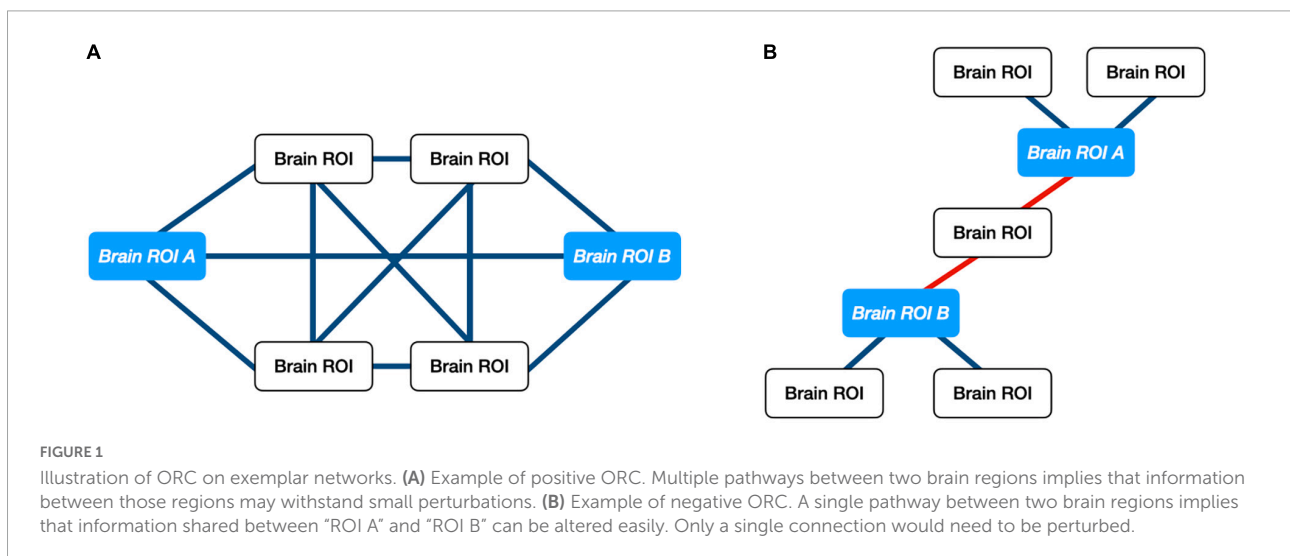 A
Brain ROI
Brain ROI
Brain ROI A
Brain ROI B
Brain ROI
Brain ROI
B
Brain ROI
Brain ROI
Brain ROI A
Brain ROI
Brain ROI B
Brain ROI
Brain ROI
FIGURE 1
Illustration of ORC on exemplar networks. (A) Example of positive ORC. Multiple pathways between two brain regions implies that information
between those regions may withstand small perturbations. (B) Example of negative ORC. A single pathway between two brain regions implies
that information shared between “ROI A” and “ROI B” can be altered easily. Only a single connection would need to be perturbed.